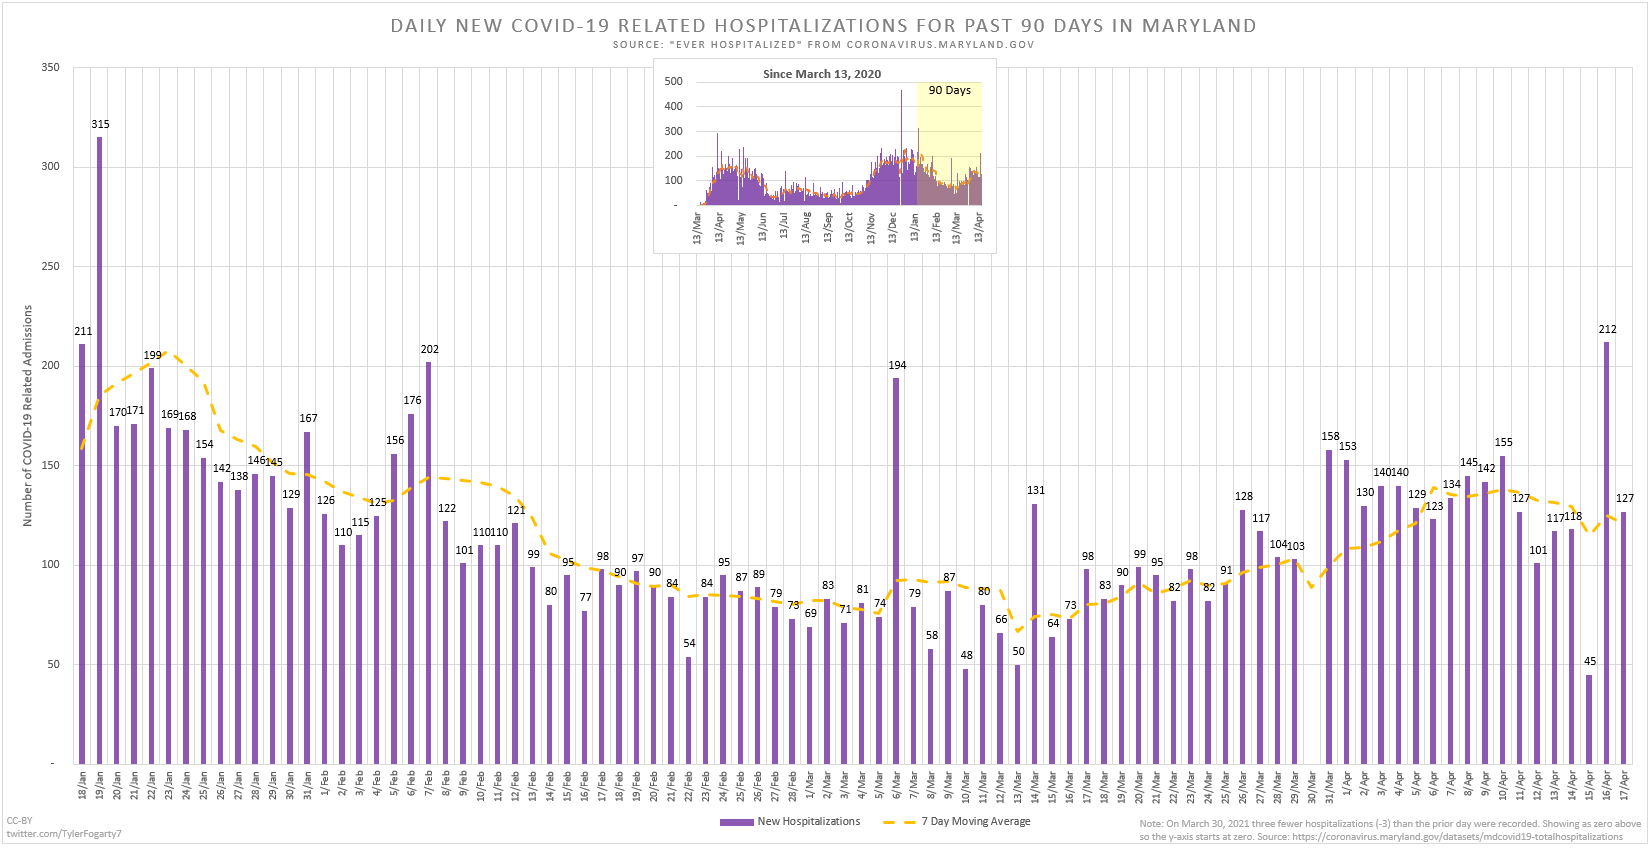 DAILY NEW COVID-19 RELATED HOSPITALIZATIONS FOR PAST 90 DAYS IN MARYLAND
SOURCE: "EVER HOSPITALIZED" FROM CORONAVIRUS.MARYLAND.GOV
Since March 13, 2020
90 Days
500
400
300
200
100
-
13/Mar 13/Apr 13/May 13/Jun 13/Jul 13/Aug 13/Sep 13/Oct 13/Nov 13/Dec 13/Jan 13/Feb 13/Mar 13/Apr
Number of COVID-19 Related Admissions
350
300
250
200
150
100
50
-
211 315 170 171 199 169 168 154 142 138 146 145 129 167 126 110 115 125 156 176 202 122 101 110 110 121 99 80 95 77 98 90 97 90 84 54 84 95 87 89 79 73 69 83 71 81 74 194 79 58 87 48 80 66 50 131 64 73 98 83 90 99 95 82 98 82 91 128 117 104 103 158 153 130 140 140 129 123 134 145 142 155 127 101 117 118 45 212 127
18/Jan 19/Jan 20/Jan 21/Jan 22/Jan 23/Jan 24/Jan 25/Jan 26/Jan 27/Jan 28/Jan 29/Jan 30/Jan 31/Jan 1/Feb 2/Feb 3/Feb 4/Feb 5/Feb 6/Feb 7/Feb 8/Feb 9/Feb 10/Feb 11/Feb 12/Feb 13/Feb 14/Feb 15/Feb 16/Feb 17/Feb 18/Feb 19/Feb 20/Feb 21/Feb 22/Feb 23/Feb 24/Feb 25/Feb 26/Feb 27/Feb 28/Feb 1/Mar 2/Mar 3/Mar 4/Mar 5/Mar 6/Mar 7/Mar 8/Mar 9/Mar 10/Mar 11/Mar 12/Mar 13/Mar 14/Mar 15/Mar 16/Mar 17/Mar 18/Mar 19/Mar 20/Mar 21/Mar 22/Mar 23/Mar 24/Mar 25/Mar 26/Mar 27/Mar 28/Mar 29/Mar 30/Mar 31/Mar 1/Apr 2/Apr 3/Apr 4/Apr 5/Apr 6/Apr 7/Apr 8/Apr 9/Apr 10/Apr 11/Apr 12/Apr 13/Apr 14/Apr 15/Apr 16/Apr 17/Apr
New Hospitalizations
7 Day Moving Average
CC-BY
twitter.com/TylerFogarty7
Note: On March 30, 2021 three fewer hospitalizations (-3) than the prior day were recorded. Showing as zero above
so the y-axis starts at zero. Source: https://coronavirus.maryland.gov/datasets/mdcovid19-totalhospitalizations